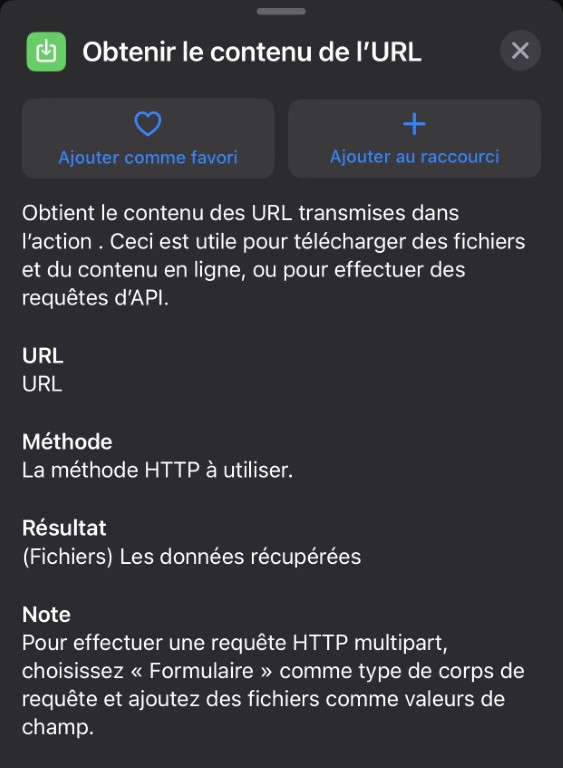 Obtenir le contenu de l’URL
Ajouter comme favori
Ajouter au raccourci
Obtient le contenu des URL transmises dans
l’action . Ceci est utile pour télécharger des fichiers
et du contenu en ligne, ou pour effectuer des
requêtes d’API.
URL
URL
Méthode
La méthode HTTP à utiliser.
Résultat
(Fichiers) Les données récupérées
Note
Pour effectuer une requête HTTP multipart,
choisissez « Formulaire » comme type de corps de
requête et ajoutez des fichiers comme valeurs de
champ.